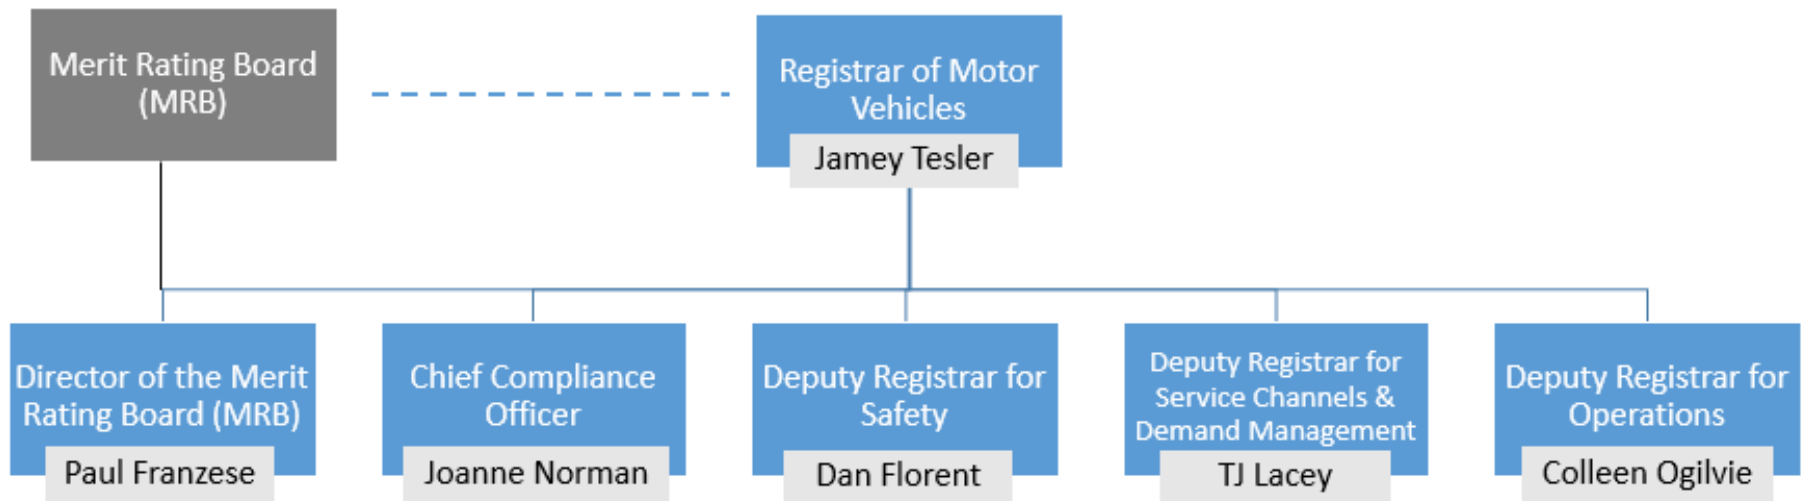 Merit Rating Board
(MRB)
Registrar of Motor
Vehicles
Jamey Tesler
Director of the Merit
Rating Board (MRB)
Paul Franzese
Chief Compliance
Officer
Joanne Norman
Deputy Registrar for
Safety
Dan Florent
Deputy Registrar for
Service Channels &
Demand Management
TJ Lacey
Deputy Registrar for
Operations
Colleen Ogilvie